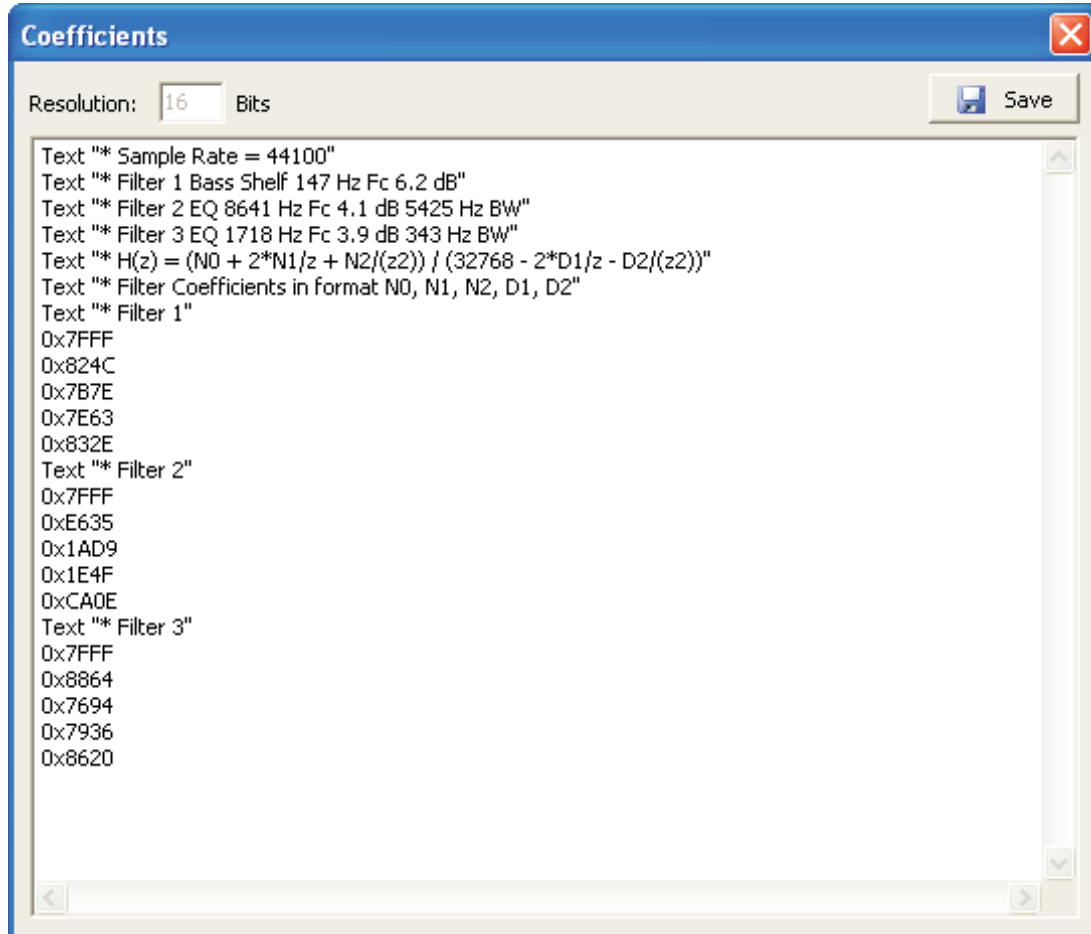 Coefficients
Resolution: 16 Bits Save
Text "* Sample Rate = 44100"
Text "* Filter 1 Bass Shelf 147 Hz Fc 6.2 dB"
Text "* Filter 2 EQ 8641 Hz Fc 4.1 dB 5425 Hz BW"
Text "* Filter 3 EQ 1718 Hz Fc 3.9 dB 343 Hz BW"
Text "* H(z) = (N0 + 2*N1/z + N2/(z2)) / (32768 - 2*D1/z - D2/(z2))"
Text "* Filter Coefficients in format N0, N1, N2, D1, D2"
Text "* Filter 1"
0x7FFF
0x824C
0x7B7E
0x7E63
0x832E
Text "* Filter 2"
0x7FFF
0xE635
0x1AD9
0x1E4F
0xCA0E
Text "* Filter 3"
0x7FFF
0x8864
0x7694
0x7936
0x8620